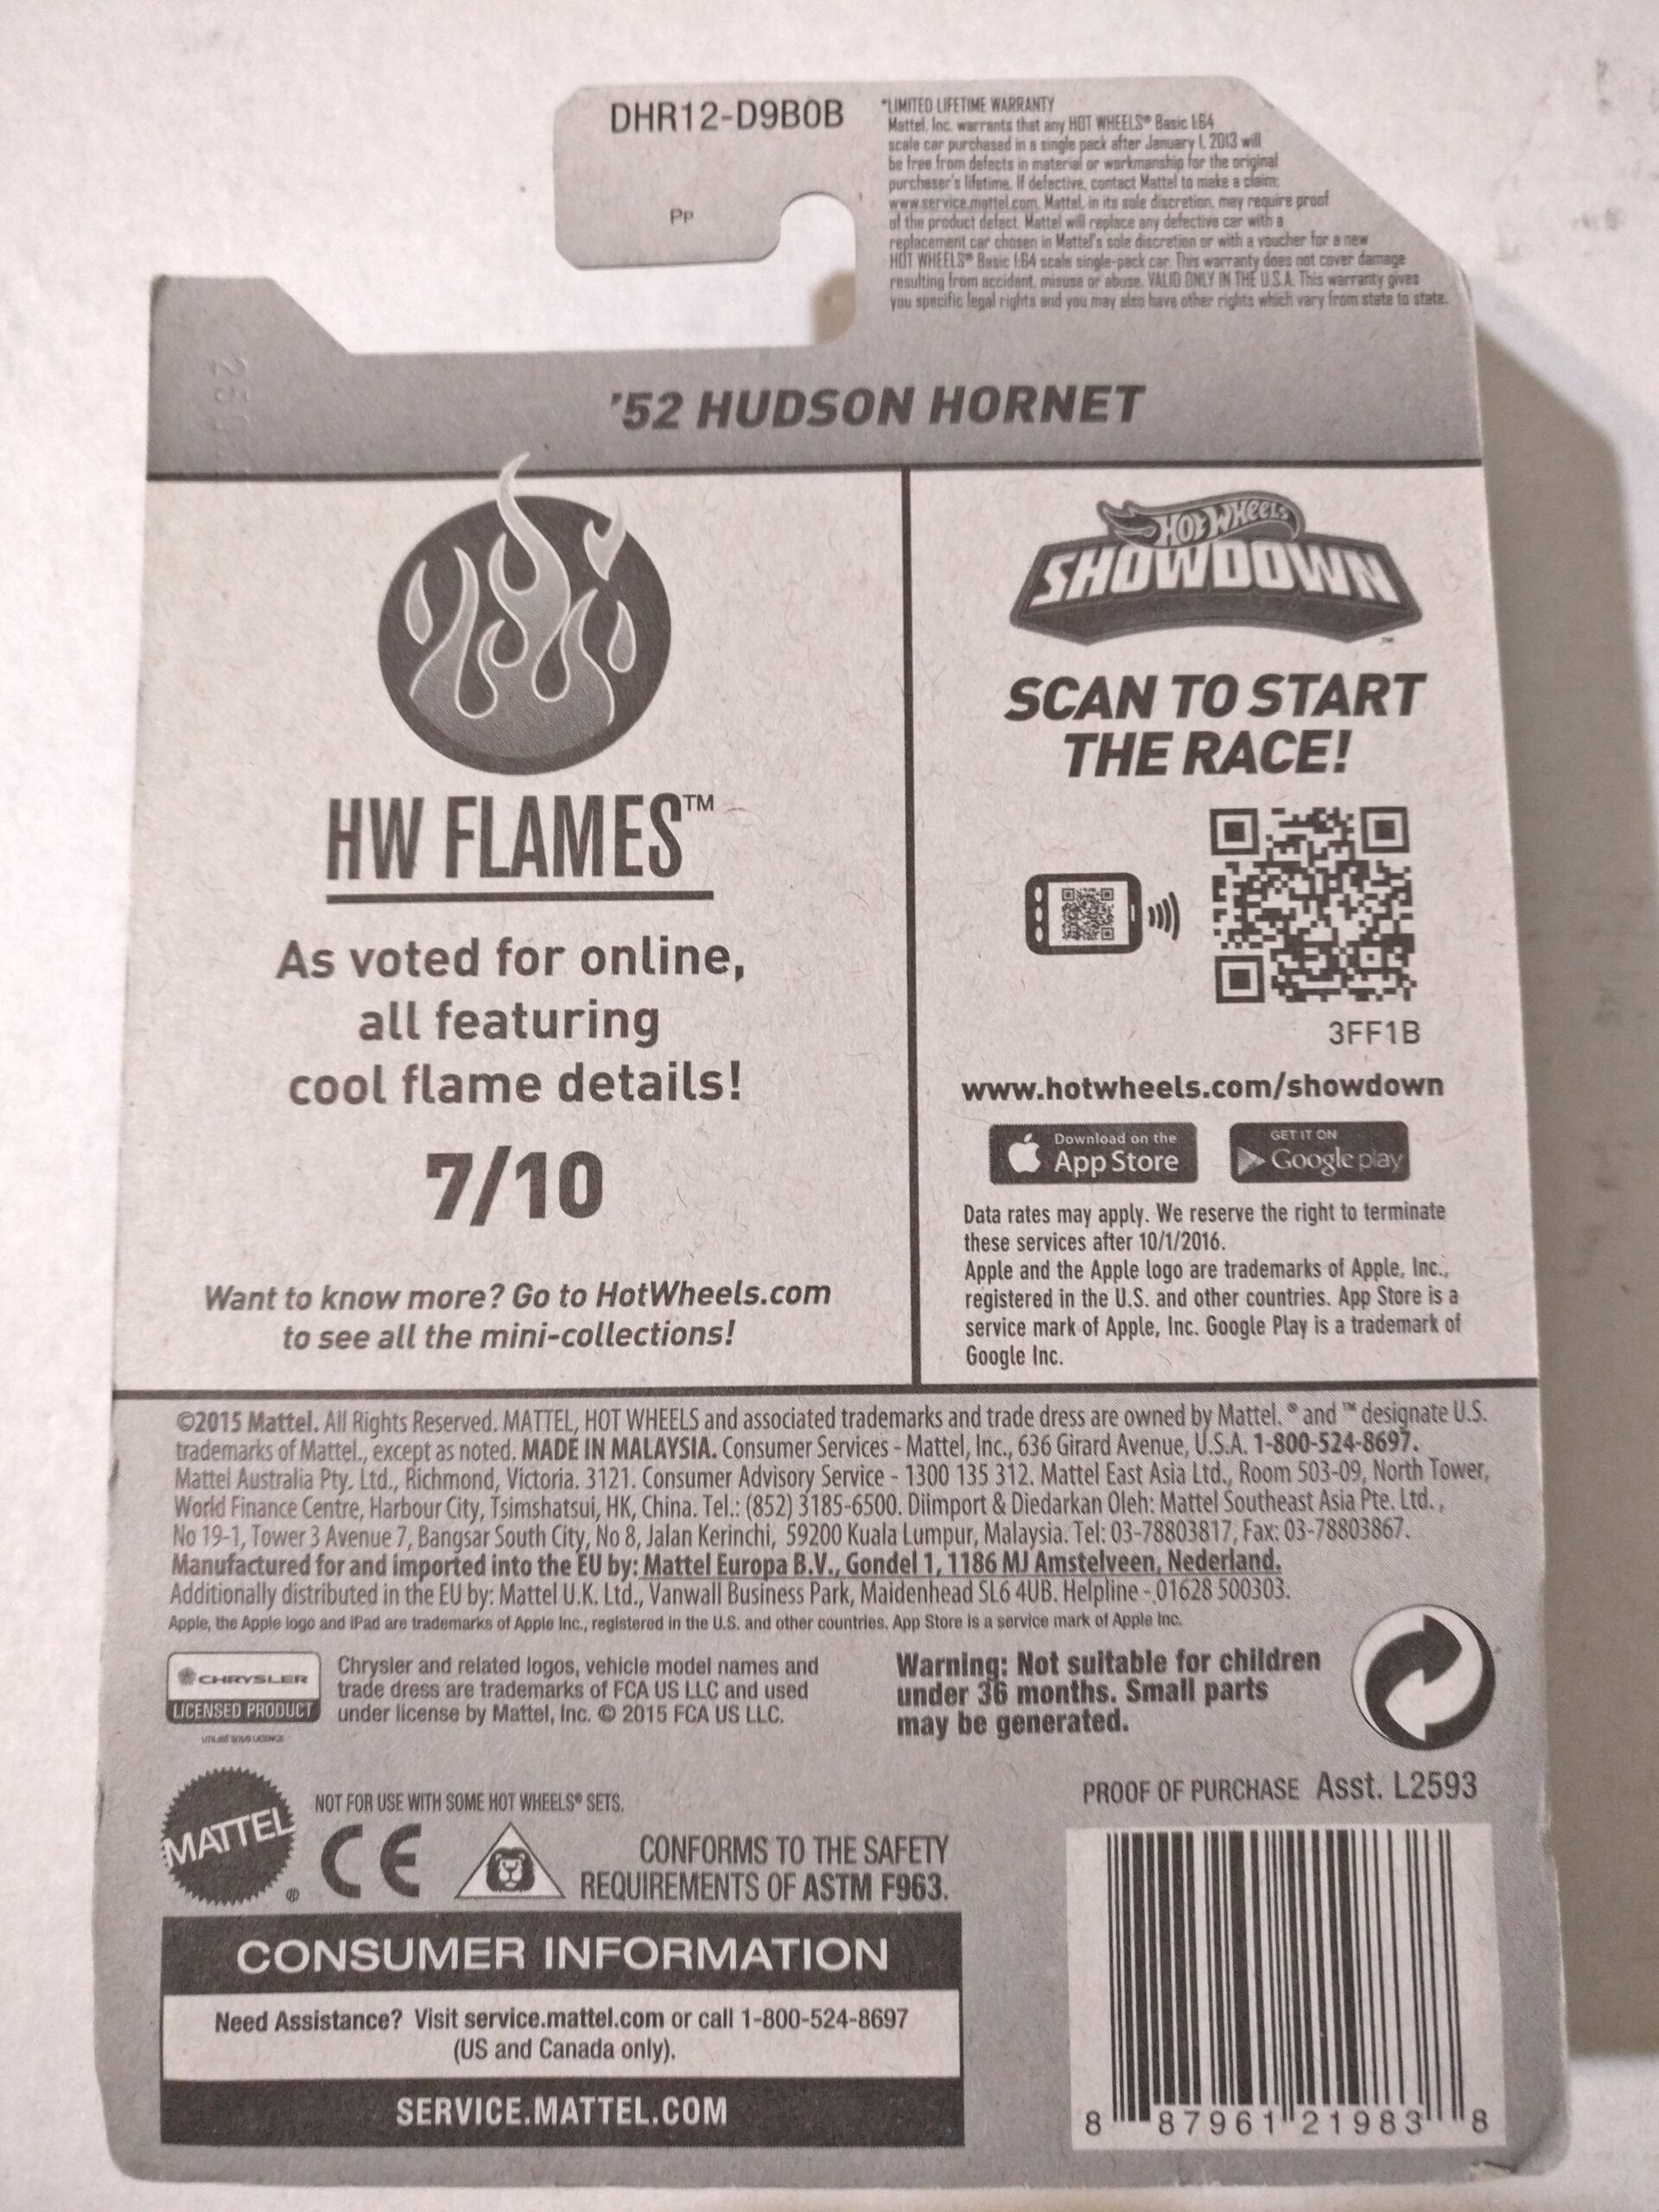 DHR12-D9B0B
Pp
*LIMITED LIFETIME WARRANTY
Mattel, Inc. warrants that any HOT WHEELS® Basic 1:64
scale car purchased in a single pack after January 1, 2013 will
be free from defects in material or workmanship for the original
purchaser's lifetime. If defective, contact Mattel to make a claim:
www.service.mattel.com. Mattel, in its sole discretion, may require proof
of the product defect. Mattel will replace any defective car with a
replacement car chosen in Mattel's sole discretion or with a voucher for a new
HOT WHEELS® Basic 1:64 scale single-pack car. This warranty does not cover damage
resulting from accident, misuse or abuse. VALID ONLY IN THE U.S.A. This warranty gives
you specific legal rights and you may also have other rights which vary from state to state.
'52 HUDSON HORNET
HW FLAMES™
As voted for online,
all featuring
cool flame details!
7/10
Want to know more? Go to HotWheels.com
to see all the mini-collections!
HOT WHEELS
SHOWDOWN™
SCAN TO START
THE RACE!
3FF1B
www.hotwheels.com/showdown
Download on the
App Store
GET IT ON
Google play
Data rates may apply. We reserve the right to terminate
these services after 10/1/2016.
Apple and the Apple logo are trademarks of Apple, Inc.,
registered in the U.S. and other countries. App Store is a
service mark of Apple, Inc. Google Play is a trademark of
Google Inc.
©2015 Mattel. All Rights Reserved. MATTEL, HOT WHEELS and associated trademarks and trade dress are owned by Mattel. ® and ™ designate U.S.
trademarks of Mattel., except as noted. MADE IN MALAYSIA. Consumer Services - Mattel, Inc., 636 Girard Avenue, U.S.A. 1-800-524-8697.
Mattel Australia Pty. Ltd., Richmond, Victoria. 3121. Consumer Advisory Service - 1300 135 312. Mattel East Asia Ltd., Room 503-09, North Tower,
World Finance Centre, Harbour City, Tsimshatsui, HK, China. Tel.: (852) 3185-6500. Diimport & Diedarkan Oleh: Mattel Southeast Asia Pte. Ltd.,
No 19-1, Tower 3 Avenue 7, Bangsar South City, No 8, Jalan Kerinchi, 59200 Kuala Lumpur, Malaysia. Tel: 03-78803817, Fax: 03-78803867.
Manufactured for and imported into the EU by: Mattel Europa B.V., Gondel 1, 1186 MJ Amstelveen, Nederland.
Additionally distributed in the EU by: Mattel U.K. Ltd., Vanwall Business Park, Maidenhead SL6 4UB. Helpline - 01628 500303.
Apple, the Apple logo and iPad are trademarks of Apple Inc., registered in the U.S. and other countries. App Store is a service mark of Apple Inc.
CHRYSLER
LICENSED PRODUCT
UTILISÉ SOUS LICENCE
Chrysler and related logos, vehicle model names and
trade dress are trademarks of FCA US LLC and used
under license by Mattel, Inc. © 2015 FCA US LLC.
Warning: Not suitable for children
under 36 months. Small parts
may be generated.
MATTEL®
NOT FOR USE WITH SOME HOT WHEELS® SETS.
CE
CONFORMS TO THE SAFETY
REQUIREMENTS OF ASTM F963.
PROOF OF PURCHASE Asst. L2593
CONSUMER INFORMATION
Need Assistance? Visit service.mattel.com or call 1-800-524-8697
(US and Canada only).
SERVICE.MATTEL.COM
8 87961 21983 8